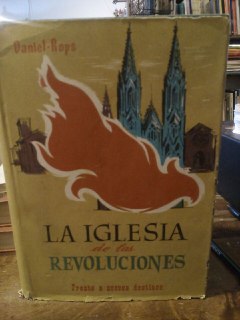 Daniel-Rops
LA IGLESIA
de las
REVOLUCIONES
Frente a nuevos destinos